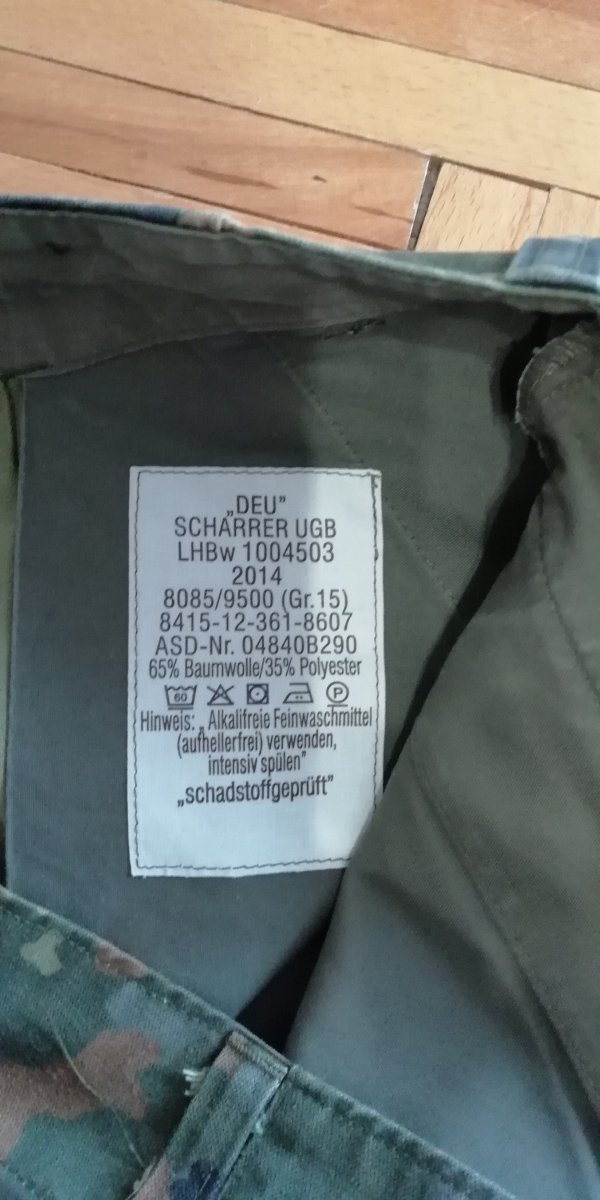 „DEU”
SCHARRER UGB
LHBw 1004503
2014
8085/9500 (Gr.15)
8415-12-361-8607
ASD-Nr. 04840B290
65% Baumwolle/35% Polyester
60 P
Hinweis: „ Alkalifreie Feinwaschmittel
(aufhellerfrei) verwenden,
intensiv spülen”
„schadstoffgeprüft”